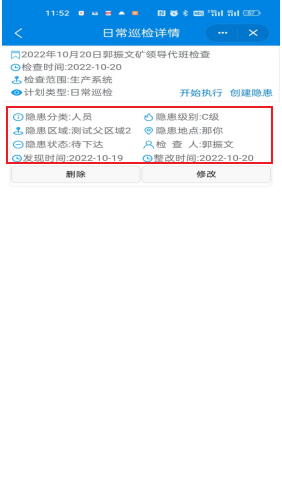 11:52
日常巡检详情
2022年10月20日郭振文矿领导代班检查
检查时间:2022-10-20
检查范围:生产系统
计划类型:日常巡检 开始执行 创建隐患
隐患分类:人员 隐患级别:C级
隐患区域:测试父区域2 隐患地点:那你
隐患状态:待下达 检 查 人:郭振文
发现时间:2022-10-19 整改时间:2022-10-20
删除 修改